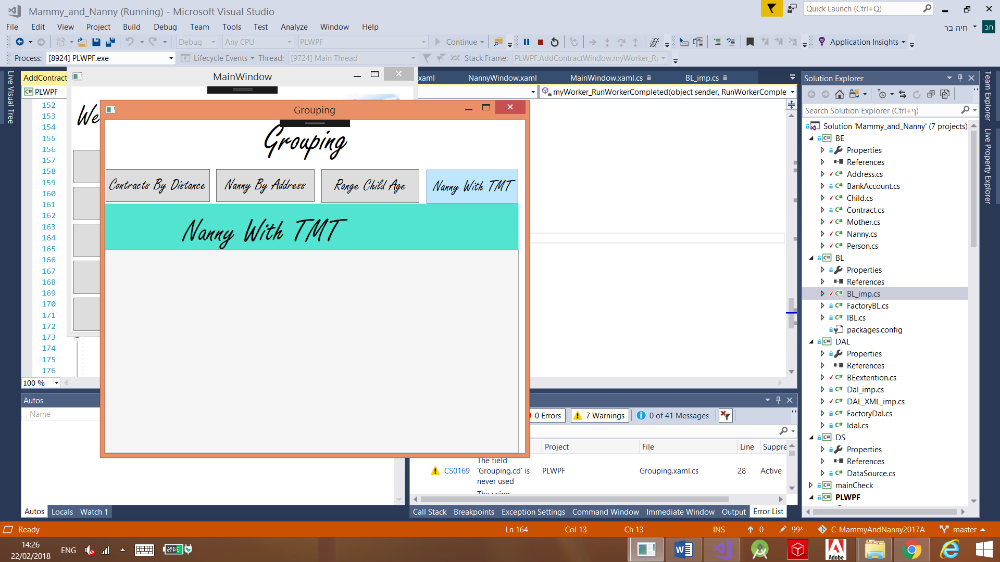 Mammy_and_Nanny (Running) - Microsoft Visual Studio
Quick Launch (Ctrl+Q)
File Edit View Project Build Debug Team Tools Test Analyze Window Help
חיה בר
חב
Debug Any CPU PLWPF Continue Application Insights
Process: [8924] PLWPF.exe Lifecycle Events Thread: [9724] Main Thread Stack Frame: PLWPF.AddContractWindow.myWorker_Ru
Live Visual Tree
AddContract
MainWindow
xaml NannyWindow.xaml MainWindow.xaml.cs BL_imp.cs
C# PLWPF
myWorker_RunWorkerCompleted(object sender, RunWorkerComplet
152
153
154
155
156
157
158
159
160
161
162
163
164
165
166
167
168
169
170
171
172
173
174
175
176
We
Grouping
Grouping
Contracts By Distance
Nanny By Address
Range Child Age
Nanny With TMT
Nanny With TMT
100 %
Autos
Name
Autos Locals Watch 1
0 Errors 7 Warnings 0 of 41 Messages
Project File Line Suppre
CS0169 The field 'Grouping.cd' is never used PLWPF Grouping.xaml.cs 28 Active
The using
Call Stack Breakpoints Exception Settings Command Window Immediate Window Output Error List
Solution Explorer
Search Solution Explorer (Ctrl+ף)
Solution 'Mammy_and_Nanny' (7 projects)
C# BE
Properties
References
C# Address.cs
C# BankAccount.cs
C# Child.cs
C# Contract.cs
C# Mother.cs
C# Nanny.cs
C# Person.cs
C# BL
Properties
References
C# BL_imp.cs
C# FactoryBL.cs
C# IBL.cs
packages.config
C# DAL
Properties
References
C# BEextention.cs
C# Dal_imp.cs
C# DAL_XML_imp.cs
C# FactoryDal.cs
C# Idal.cs
C# DS
Properties
References
C# DataSource.cs
C# mainCheck
C# PLWPF
Team Explorer
Live Property Explorer
Ready Ln 164 Col 13 Ch 13 INS 0 99* C-MammyAndNanny2017A master
14:26
22/02/2018
ENG
34%
Adobe